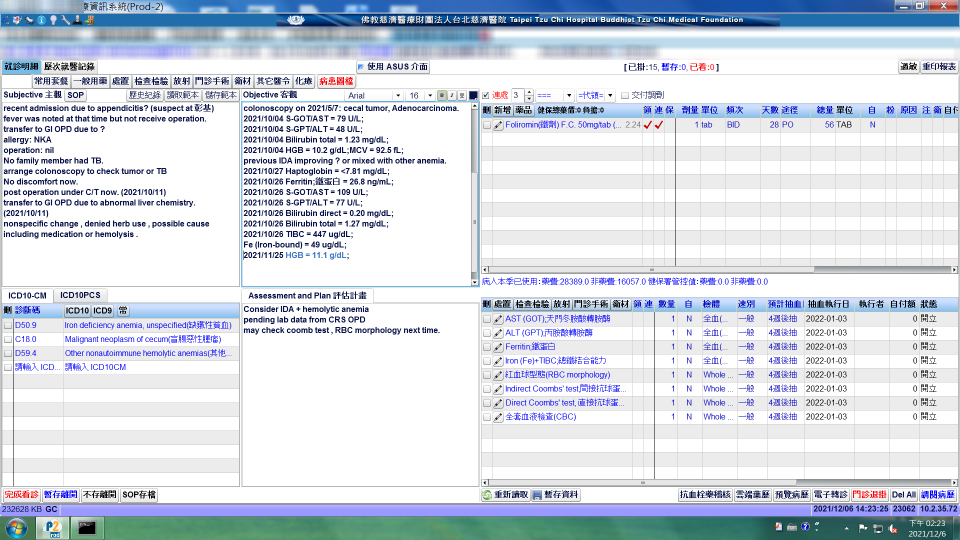 療資訊系統(Prod-2)
佛教慈濟醫療財團法人台北慈濟醫院 Taipei Tzu Chi Hospital Buddhist Tzu Chi Medical Foundation
就診明細 歷次就醫記錄
使用 ASUS 介面
[已掛:15, 暫存:0, 已看:0]
過敏 重印報表
常用套餐 一般用藥 處置 檢查檢驗 放射 門診手術 衛材 其它醫令 化療 病患圖檔
Subjective 主觀 SOP 歷史紀錄 讀取範本 儲存範本
recent admission due to appendicitis? (suspect at 彰基)
fever was noted at that time but not receive operation.
transfer to GI OPD due to ?
allergy: NKA
operation: nil
No family member had TB.
arrange colonoscopy to check tumor or TB
No discomfort now.
post operation under C/T now. (2021/10/11)
transfer to GI OPD due to abnormal liver chemistry.
(2021/10/11)
nonspecific change , denied herb use , possible cause
including medication or hemolysis .
Objective 客觀 Arial 16 B I U
colonoscopy on 2021/5/7: cecal tumor, Adenocarcinoma.
2021/10/04 S-GOT/AST = 79 U/L;
2021/10/04 S-GPT/ALT = 48 U/L;
2021/10/04 Bilirubin total = 1.23 mg/dL;
2021/10/04 HGB = 10.2 g/dL;MCV = 92.5 fL;
previous IDA improving ? or mixed with other anemia.
2021/10/27 Haptoglobin = <7.81 mg/dL;
2021/10/26 Ferritin;鐵蛋白 = 26.8 ng/mL;
2021/10/26 S-GOT/AST = 109 U/L;
2021/10/26 S-GPT/ALT = 77 U/L;
2021/10/26 Bilirubin direct = 0.20 mg/dL;
2021/10/26 Bilirubin total = 1.27 mg/dL;
2021/10/26 TIBC = 447 ug/dL;
Fe (Iron-bound) = 49 ug/dL;
2021/11/25 HGB = 11.1 g/dL;
連處 3 === =代號= 交付調劑
刪 新增 藥品 健保總藥價:0 負擔:0 領 連 保 劑量 單位 頻次 天數 途徑 總量 單位 自 粉 原因 注 衛 自付
Foliromin(鐵劑) F.C. 50mg/tab (... 2.24 1 tab BID 28 PO 56 TAB N
病人本季已使用: 藥費:28389.0 非藥費:16057.0 健保署管控值: 藥費:0.0 非藥費:0.0
ICD10-CM ICD10PCS
刪 診斷碼 ICD10 ICD9 常
D50.9 Iron deficiency anemia, unspecified(缺鐵性貧血)
C18.0 Malignant neoplasm of cecum(盲腸惡性腫瘤)
D59.4 Other nonautoimmune hemolytic anemias(其他...
請輸入 ICD... 請輸入 ICD10CM
Assessment and Plan 評估計畫
Consider IDA + hemolytic anemia
pending lab data from CRS OPD
may check coomb test , RBC morphology next time.
刪 處置 檢查檢驗 放射 門診手術 衛材 領 連 數量 自 檢體 速別 預計抽血 抽血執行日 執行者 自付額 狀態
AST (GOT);天門冬胺酸轉胺酶 1 N 全血(... 一般 4週後抽 2022-01-03 0 開立
ALT (GPT);丙胺酸轉胺酶 1 N 全血(... 一般 4週後抽 2022-01-03 0 開立
Ferritin;鐵蛋白 1 N 全血(... 一般 4週後抽 2022-01-03 0 開立
Iron (Fe)+TIBC;總鐵結合能力 1 N 全血(... 一般 4週後抽 2022-01-03 0 開立
紅血球型態(RBC morphology) 1 N Whole ... 一般 4週後抽 2022-01-03 0 開立
Indirect Coombs' test,間接抗球蛋... 1 N Whole ... 一般 4週後抽 2022-01-03 0 開立
Direct Coombs' test,直接抗球蛋... 1 N Whole ... 一般 4週後抽 2022-01-03 0 開立
全套血液檢查(CBC) 1 N Whole ... 一般 4週後抽 2022-01-03 0 開立
完成看診 暫存離開 不存離開 SOP存檔
重新讀取 暫存資料
抗血栓藥稽核 雲端藥歷 預覽病歷 電子轉診 門診退掛 Del All 調閱病歷
232628 KB GC
2021/12/06 14:23:25 23062 10.2.35.72
下午 02:23
2021/12/6